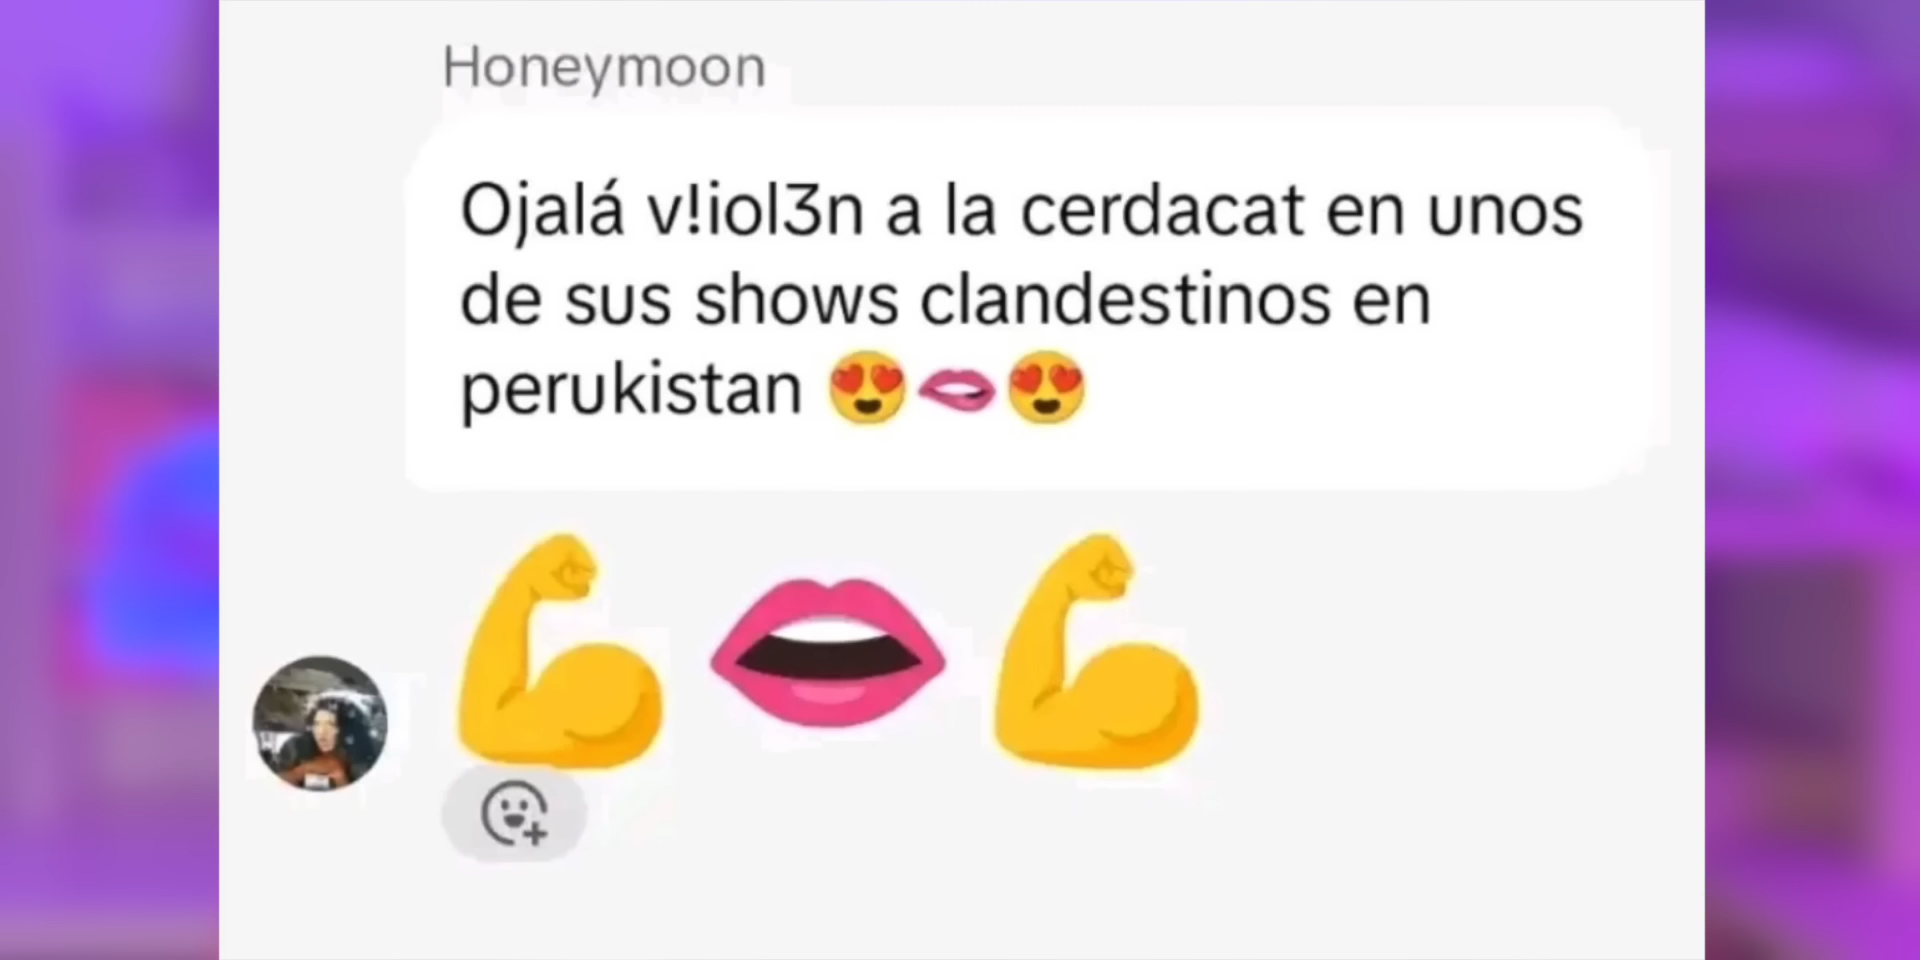 Honeymoon
Ojalá v!iol3n a la cerdacat en unos
de sus shows clandestinos en
perukistan 😍🫦😍
💪👄💪